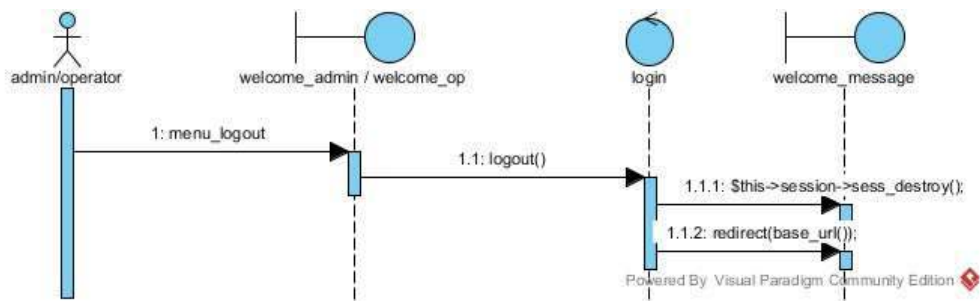 admin/operator
welcome_admin / welcome_op
login
welcome_message
1: menu_logout
1.1: logout()
1.1.1: $this->session->sess_destroy();
1.1.2: redirect(base_url());
Powered By Visual Paradigm Community Edition